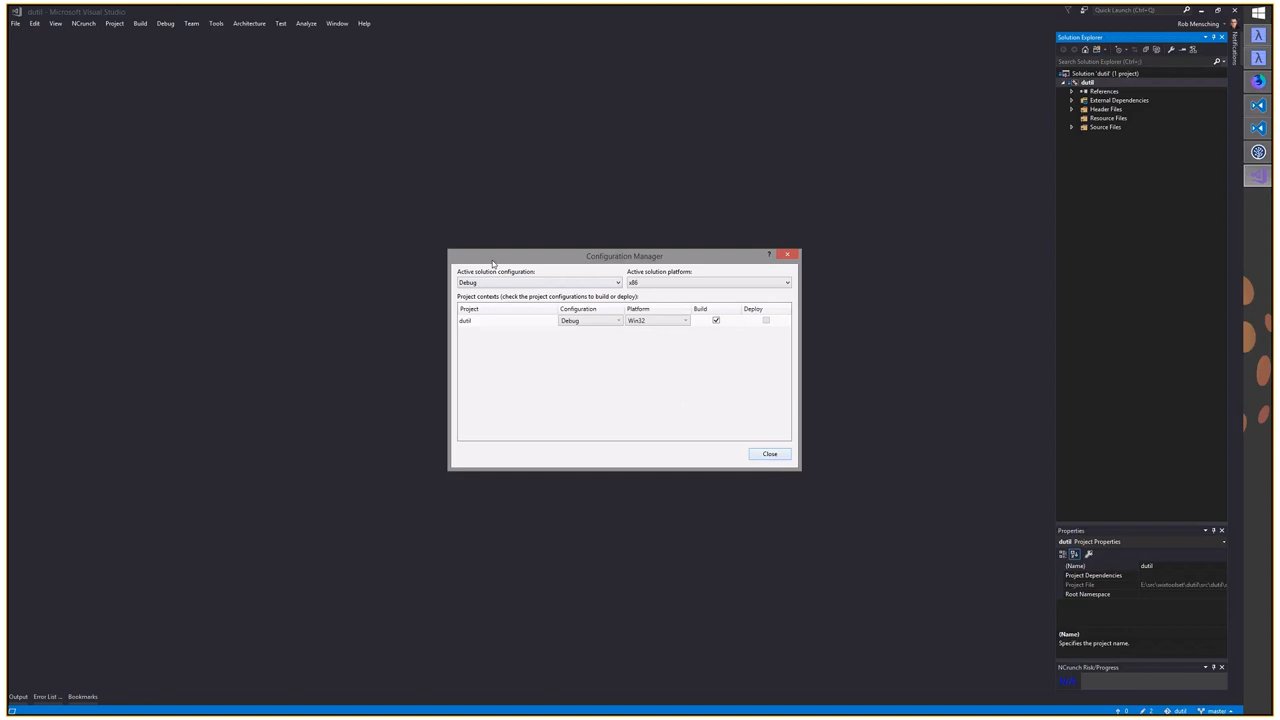 dutil - Microsoft Visual Studio
Quick Launch (Ctrl+Q)
File Edit View NCrunch Project Build Debug Team Tools Architecture Test Analyze Window Help
Rob Mensching
Notifications
Solution Explorer
Search Solution Explorer (Ctrl+;)
Solution 'dutil' (1 project)
dutil
References
External Dependencies
Header Files
Resource Files
Source Files
Configuration Manager
?
Active solution configuration: Active solution platform:
Debug x86
Project contexts (check the project configurations to build or deploy):
Project Configuration Platform Build Deploy
dutil Debug Win32
Close
Properties
dutil Project Properties
(Name) dutil
Project Dependencies
Project File
Root Namespace
(Name)
Specifies the project name.
NCrunch Risk/Progress
Output Error List ... Bookmarks
0 2 dutil master